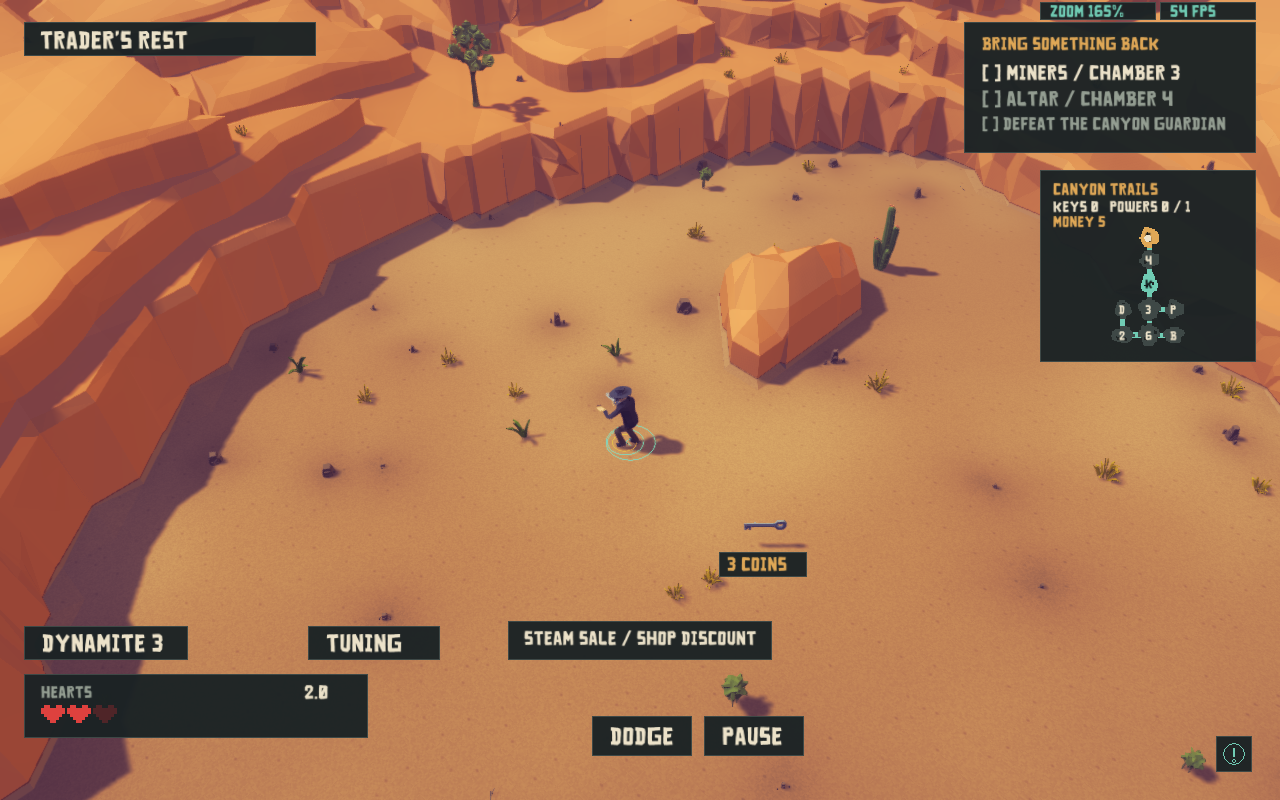 TRADER'S REST
ZOOM 165%
54 FPS
BRING SOMETHING BACK
[ ] MINERS / CHAMBER 3
[ ] ALTAR / CHAMBER 4
[ ] DEFEAT THE CANYON GUARDIAN
CANYON TRAILS
KEYS 0 POWERS 0 / 1
MONEY 5
4
K
D 3 P
2 6 B
3 COINS
DYNAMITE 3
TUNING
STEAM SALE / SHOP DISCOUNT
HEARTS 2.0
DODGE
PAUSE